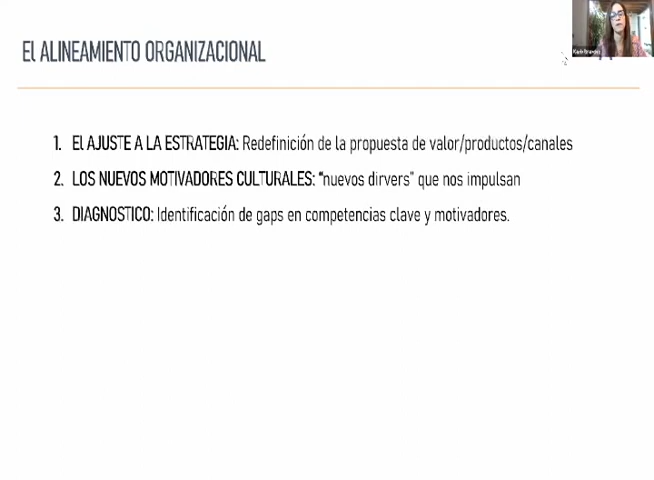 El ALINEAMIENTO ORGANIZACIONAL
1. El AJUSTE A LA ESTRATEGIA: Redefinición de la propuesta de valor/productos/canales
2. LOS NUEVOS MOTIVADORES CULTURALES: "nuevos dirvers" que nos impulsan
3. DIAGNOSTICO: Identificación de gaps en competencias clave y motivadores.